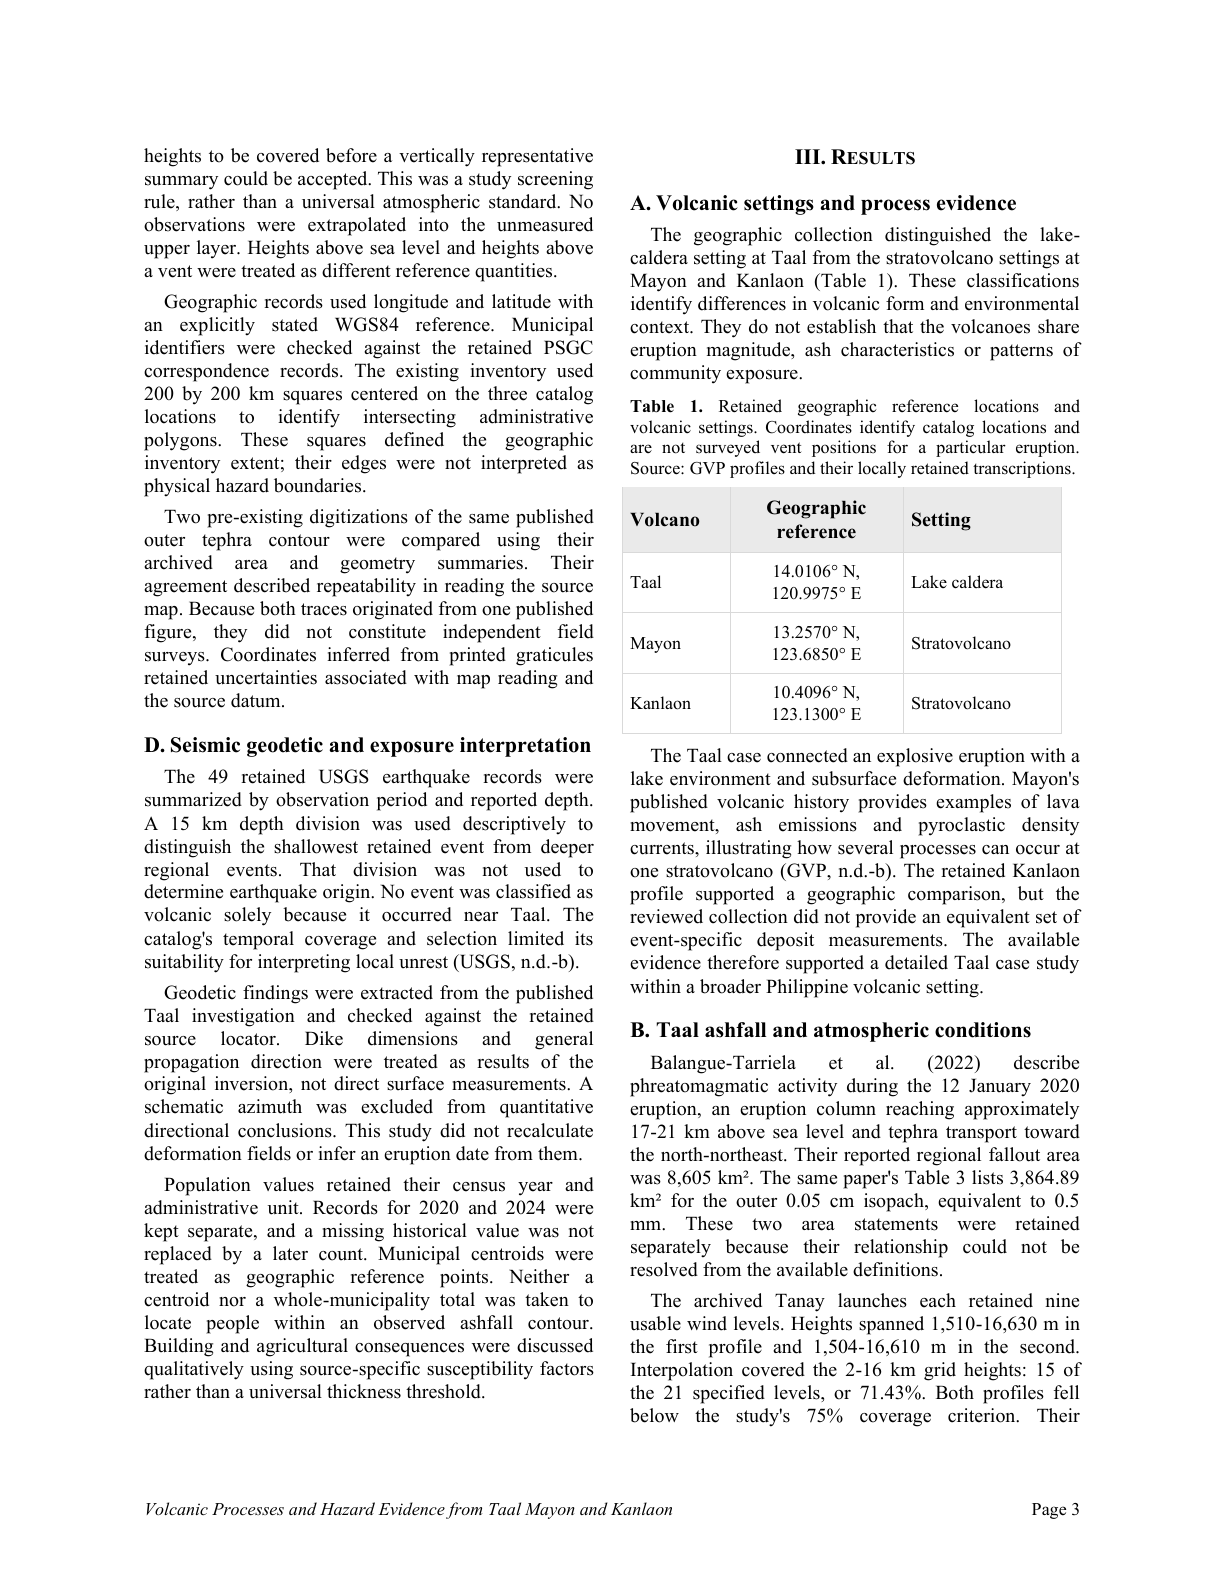 heights to be covered before a vertically representative
summary could be accepted. This was a study screening
rule, rather than a universal atmospheric standard. No
observations were extrapolated into the unmeasured
upper layer. Heights above sea level and heights above
a vent were treated as different reference quantities.
Geographic records used longitude and latitude with
an explicitly stated WGS84 reference. Municipal
identifiers were checked against the retained PSGC
correspondence records. The existing inventory used
200 by 200 km squares centered on the three catalog
locations to identify intersecting administrative
polygons. These squares defined the geographic
inventory extent; their edges were not interpreted as
physical hazard boundaries.
Two pre-existing digitizations of the same published
outer tephra contour were compared using their
archived area and geometry summaries. Their
agreement described repeatability in reading the source
map. Because both traces originated from one published
figure, they did not constitute independent field
surveys. Coordinates inferred from printed graticules
retained uncertainties associated with map reading and
the source datum.
D. Seismic geodetic and exposure interpretation
The 49 retained USGS earthquake records were
summarized by observation period and reported depth.
A 15 km depth division was used descriptively to
distinguish the shallowest retained event from deeper
regional events. That division was not used to
determine earthquake origin. No event was classified as
volcanic solely because it occurred near Taal. The
catalog's temporal coverage and selection limited its
suitability for interpreting local unrest (USGS, n.d.-b).
Geodetic findings were extracted from the published
Taal investigation and checked against the retained
source locator. Dike dimensions and general
propagation direction were treated as results of the
original inversion, not direct surface measurements. A
schematic azimuth was excluded from quantitative
directional conclusions. This study did not recalculate
deformation fields or infer an eruption date from them.
Population values retained their census year and
administrative unit. Records for 2020 and 2024 were
kept separate, and a missing historical value was not
replaced by a later count. Municipal centroids were
treated as geographic reference points. Neither a
centroid nor a whole-municipality total was taken to
locate people within an observed ashfall contour.
Building and agricultural consequences were discussed
qualitatively using source-specific susceptibility factors
rather than a universal thickness threshold.
III. RESULTS
A. Volcanic settings and process evidence
The geographic collection distinguished the lake-
caldera setting at Taal from the stratovolcano settings at
Mayon and Kanlaon (Table 1). These classifications
identify differences in volcanic form and environmental
context. They do not establish that the volcanoes share
eruption magnitude, ash characteristics or patterns of
community exposure.
Table 1. Retained geographic reference locations and
volcanic settings. Coordinates identify catalog locations and
are not surveyed vent positions for a particular eruption.
Source: GVP profiles and their locally retained transcriptions.
Volcano
Geographic
reference
Setting
Taal
14.0106° N,
120.9975° E
Lake caldera
Mayon
13.2570° N,
123.6850° E
Stratovolcano
Kanlaon
10.4096° N,
123.1300° E
Stratovolcano
The Taal case connected an explosive eruption with a
lake environment and subsurface deformation. Mayon's
published volcanic history provides examples of lava
movement, ash emissions and pyroclastic density
currents, illustrating how several processes can occur at
one stratovolcano (GVP, n.d.-b). The retained Kanlaon
profile supported a geographic comparison, but the
reviewed collection did not provide an equivalent set of
event-specific deposit measurements. The available
evidence therefore supported a detailed Taal case study
within a broader Philippine volcanic setting.
B. Taal ashfall and atmospheric conditions
Balangue-Tarriela et al. (2022) describe
phreatomagmatic activity during the 12 January 2020
eruption, an eruption column reaching approximately
17-21 km above sea level and tephra transport toward
the north-northeast. Their reported regional fallout area
was 8,605 km². The same paper's Table 3 lists 3,864.89
km² for the outer 0.05 cm isopach, equivalent to 0.5
mm. These two area statements were retained
separately because their relationship could not be
resolved from the available definitions.
The archived Tanay launches each retained nine
usable wind levels. Heights spanned 1,510-16,630 m in
the first profile and 1,504-16,610 m in the second.
Interpolation covered the 2-16 km grid heights: 15 of
the 21 specified levels, or 71.43%. Both profiles fell
below the study's 75% coverage criterion. Their
Volcanic Processes and Hazard Evidence from Taal Mayon and Kanlaon
Page 3